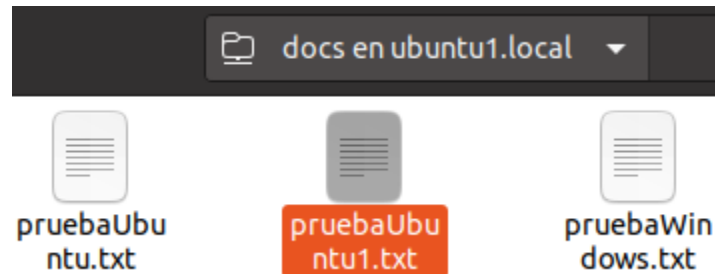 docs en ubuntu1.local
pruebaUbu
ntu.txt
pruebaUbu
ntu1.txt
pruebaWin
dows.txt